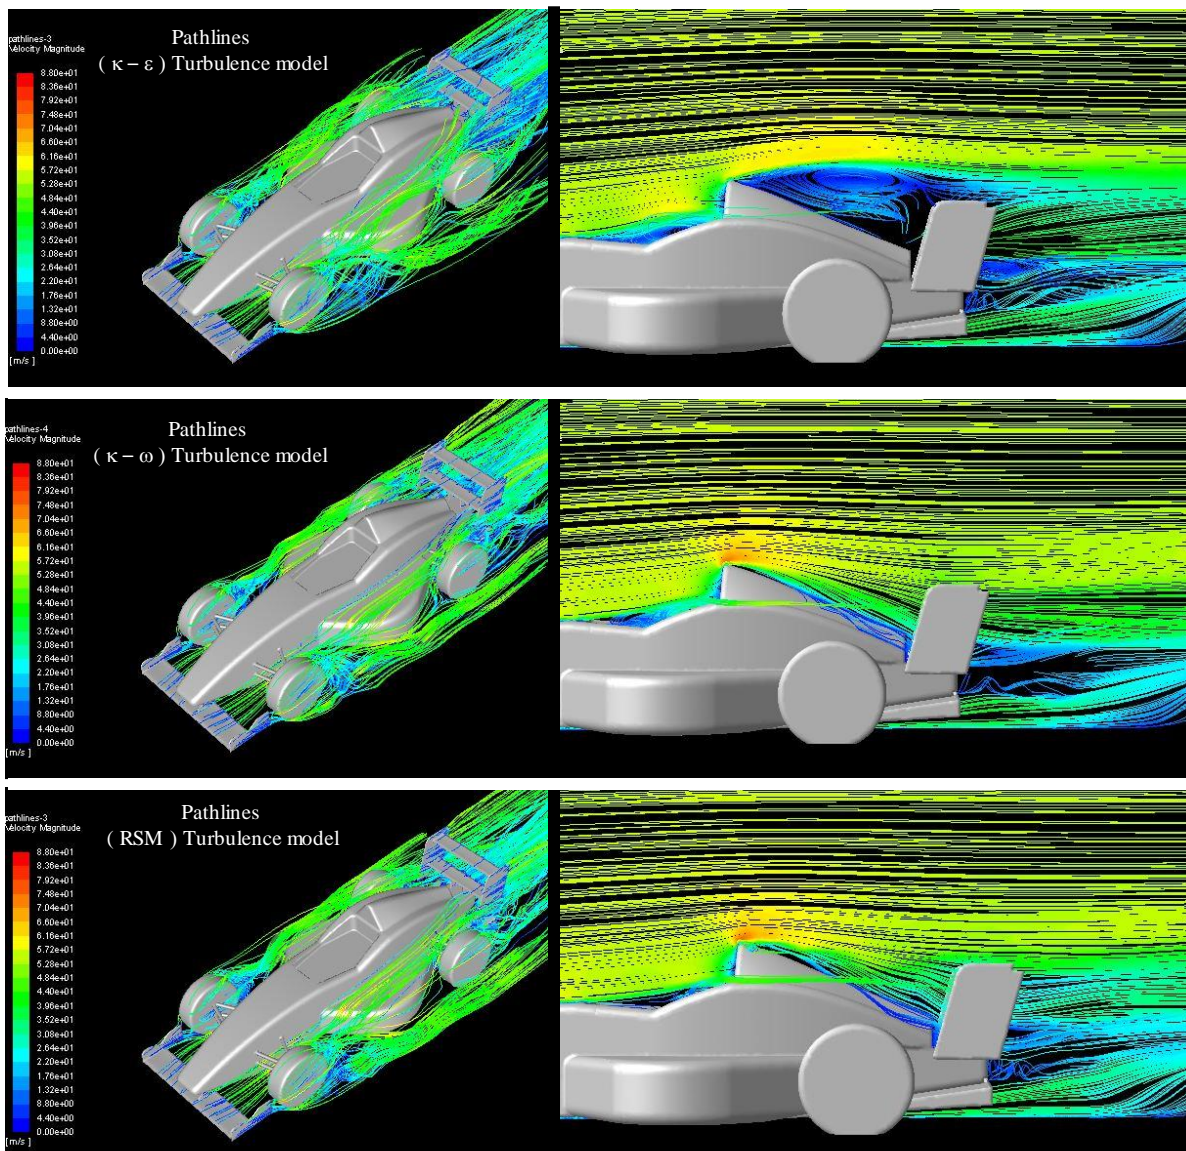 pathlines-3
Velocity Magnitude
Pathlines
( κ − ε ) Turbulence model
8.80e+01
8.36e+01
7.92e+01
7.48e+01
7.04e+01
6.60e+01
6.16e+01
5.72e+01
5.28e+01
4.84e+01
4.40e+01
3.96e+01
3.52e+01
3.08e+01
2.64e+01
2.20e+01
1.76e+01
1.32e+01
8.80e+00
4.40e+00
0.00e+00
[m/s ]
pathlines-4
Velocity Magnitude
Pathlines
( κ − ω ) Turbulence model
8.80e+01
8.36e+01
7.92e+01
7.48e+01
7.04e+01
6.60e+01
6.16e+01
5.72e+01
5.28e+01
4.84e+01
4.40e+01
3.96e+01
3.52e+01
3.08e+01
2.64e+01
2.20e+01
1.76e+01
1.32e+01
8.80e+00
4.40e+00
0.00e+00
[m/s ]
pathlines-3
Velocity Magnitude
Pathlines
( RSM ) Turbulence model
8.80e+01
8.36e+01
7.92e+01
7.48e+01
7.04e+01
6.60e+01
6.16e+01
5.72e+01
5.28e+01
4.84e+01
4.40e+01
3.96e+01
3.52e+01
3.08e+01
2.64e+01
2.20e+01
1.76e+01
1.32e+01
8.80e+00
4.40e+00
0.00e+00
[m/s ]